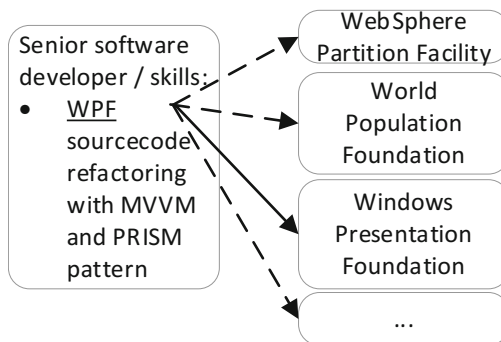 Senior software
developer / skills:
• WPF
sourcecode
refactoring
with MVVM
and PRISM
pattern
WebSphere
Partition Facility
World
Population
Foundation
Windows
Presentation
Foundation
...